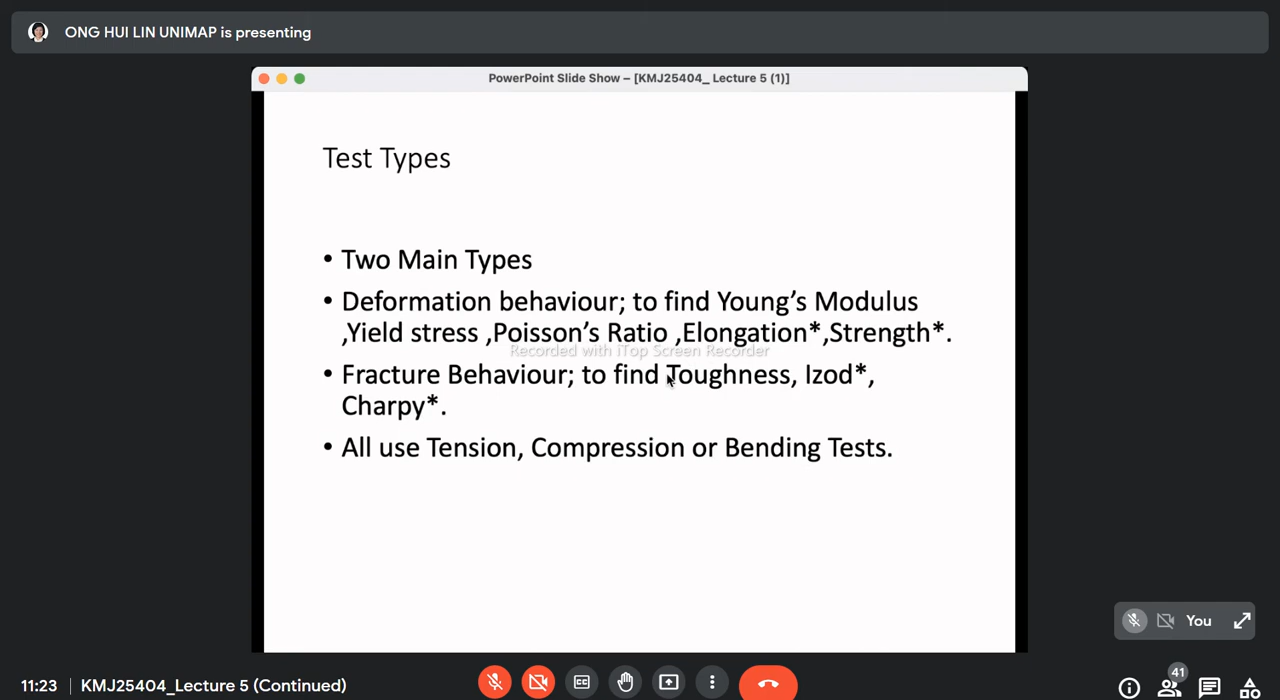 ONG HUI LIN UNIMAP is presenting
PowerPoint Slide Show – [KMJ25404_ Lecture 5 (1)]
Test Types
• Two Main Types
• Deformation behaviour; to find Young’s Modulus
,Yield stress ,Poisson’s Ratio ,Elongation*,Strength*.
Recorded with iTop Screen Recorder
• Fracture Behaviour; to find Toughness, Izod*,
Charpy*.
• All use Tension, Compression or Bending Tests.
You
11:23 | KMJ25404_Lecture 5 (Continued)
41